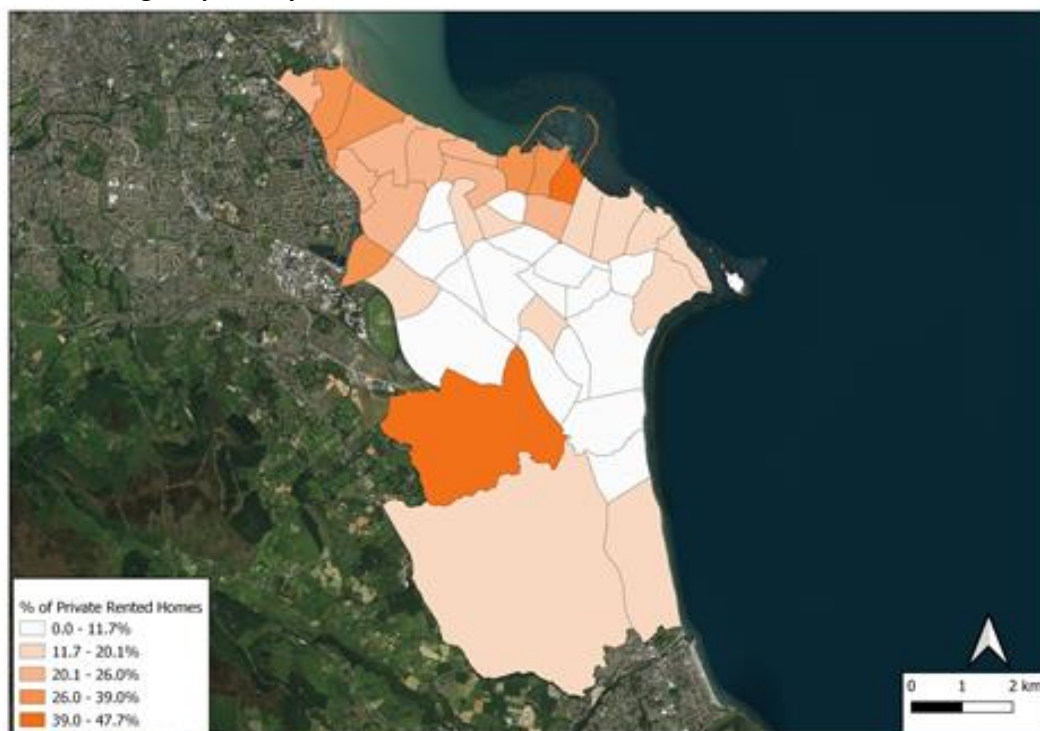 % of Private Rented Homes
0.0 - 11.7%
11.7 - 20.1%
20.1 - 26.0%
26.0 - 39.0%
39.0 - 47.7%
0 1 2 km